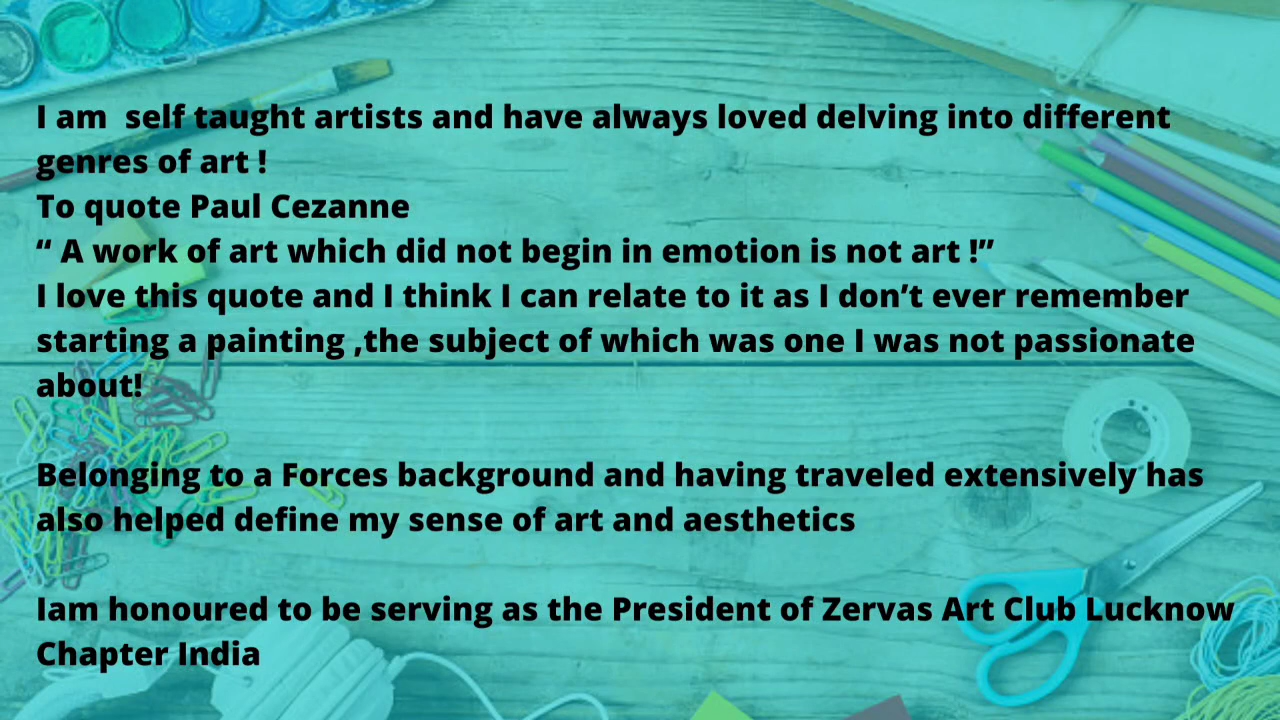 I am  self taught artists and have always loved delving into different
genres of art !
To quote Paul Cezanne
“ A work of art which did not begin in emotion is not art !”
I love this quote and I think I can relate to it as I don’t ever remember
starting a painting ,the subject of which was one I was not passionate
about!
Belonging to a Forces background and having traveled extensively has
also helped define my sense of art and aesthetics
Iam honoured to be serving as the President of Zervas Art Club Lucknow
Chapter India